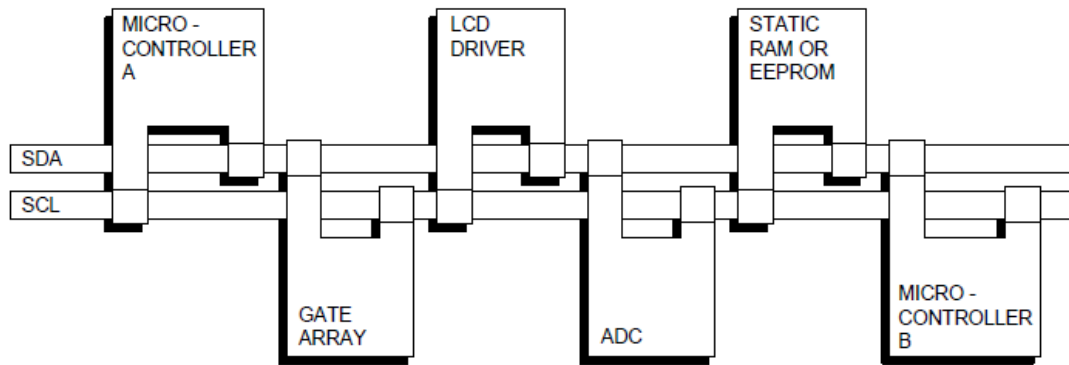 MICRO -
CONTROLLER
A
LCD
DRIVER
STATIC
RAM OR
EEPROM
SDA
SCL
GATE
ARRAY
ADC
MICRO -
CONTROLLER
B